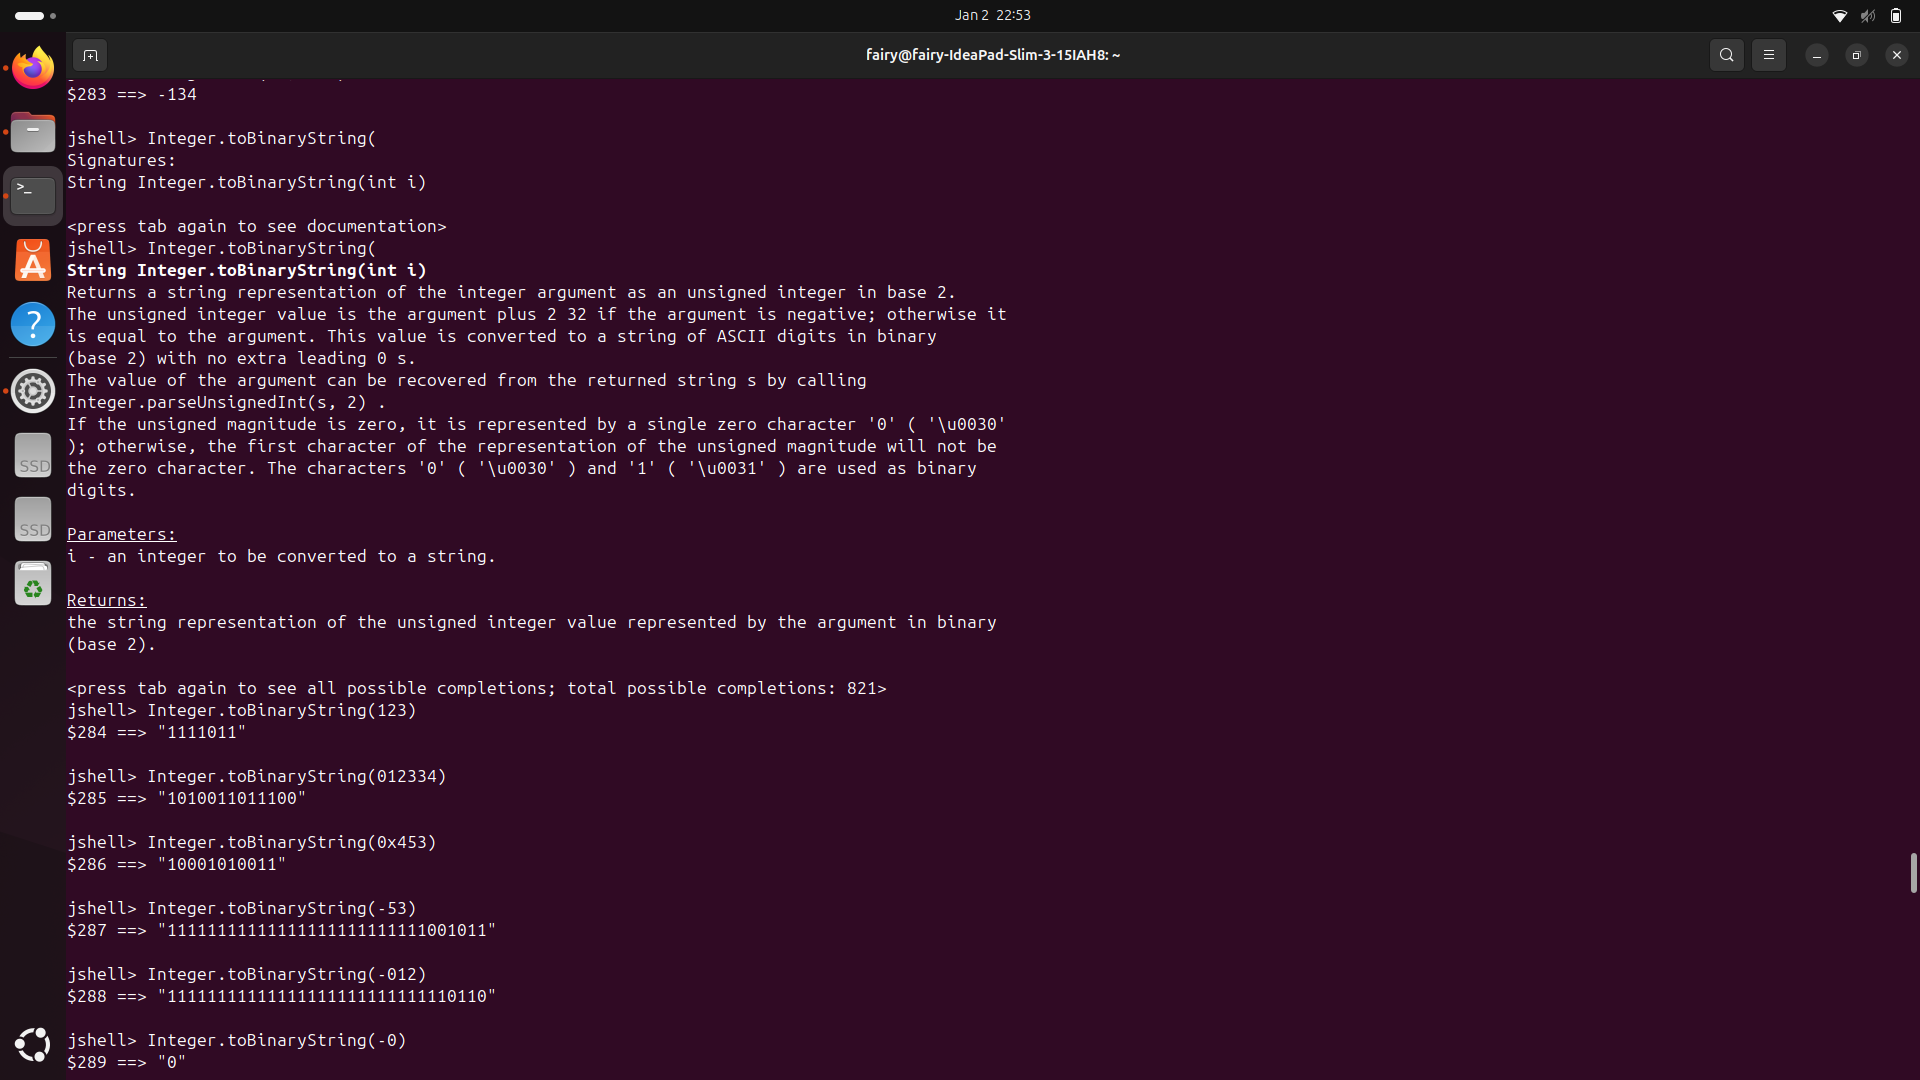 Jan 2 22:53
fairy@fairy-IdeaPad-Slim-3-15IAH8: ~
$283 ==> -134
jshell> Integer.toBinaryString(
Signatures:
String Integer.toBinaryString(int i)
<press tab again to see documentation>
jshell> Integer.toBinaryString(
String Integer.toBinaryString(int i)
Returns a string representation of the integer argument as an unsigned integer in base 2.
The unsigned integer value is the argument plus 2 32 if the argument is negative; otherwise it
is equal to the argument. This value is converted to a string of ASCII digits in binary
(base 2) with no extra leading 0 s.
The value of the argument can be recovered from the returned string s by calling
Integer.parseUnsignedInt(s, 2) .
If the unsigned magnitude is zero, it is represented by a single zero character '0' ( '\u0030'
); otherwise, the first character of the representation of the unsigned magnitude will not be
the zero character. The characters '0' ( '\u0030' ) and '1' ( '\u0031' ) are used as binary
digits.
Parameters:
i - an integer to be converted to a string.
Returns:
the string representation of the unsigned integer value represented by the argument in binary
(base 2).
<press tab again to see all possible completions; total possible completions: 821>
jshell> Integer.toBinaryString(123)
$284 ==> "1111011"
jshell> Integer.toBinaryString(012334)
$285 ==> "1010011011100"
jshell> Integer.toBinaryString(0x453)
$286 ==> "10001010011"
jshell> Integer.toBinaryString(-53)
$287 ==> "11111111111111111111111111001011"
jshell> Integer.toBinaryString(-012)
$288 ==> "11111111111111111111111111110110"
jshell> Integer.toBinaryString(-0)
$289 ==> "0"
SSD
SSD